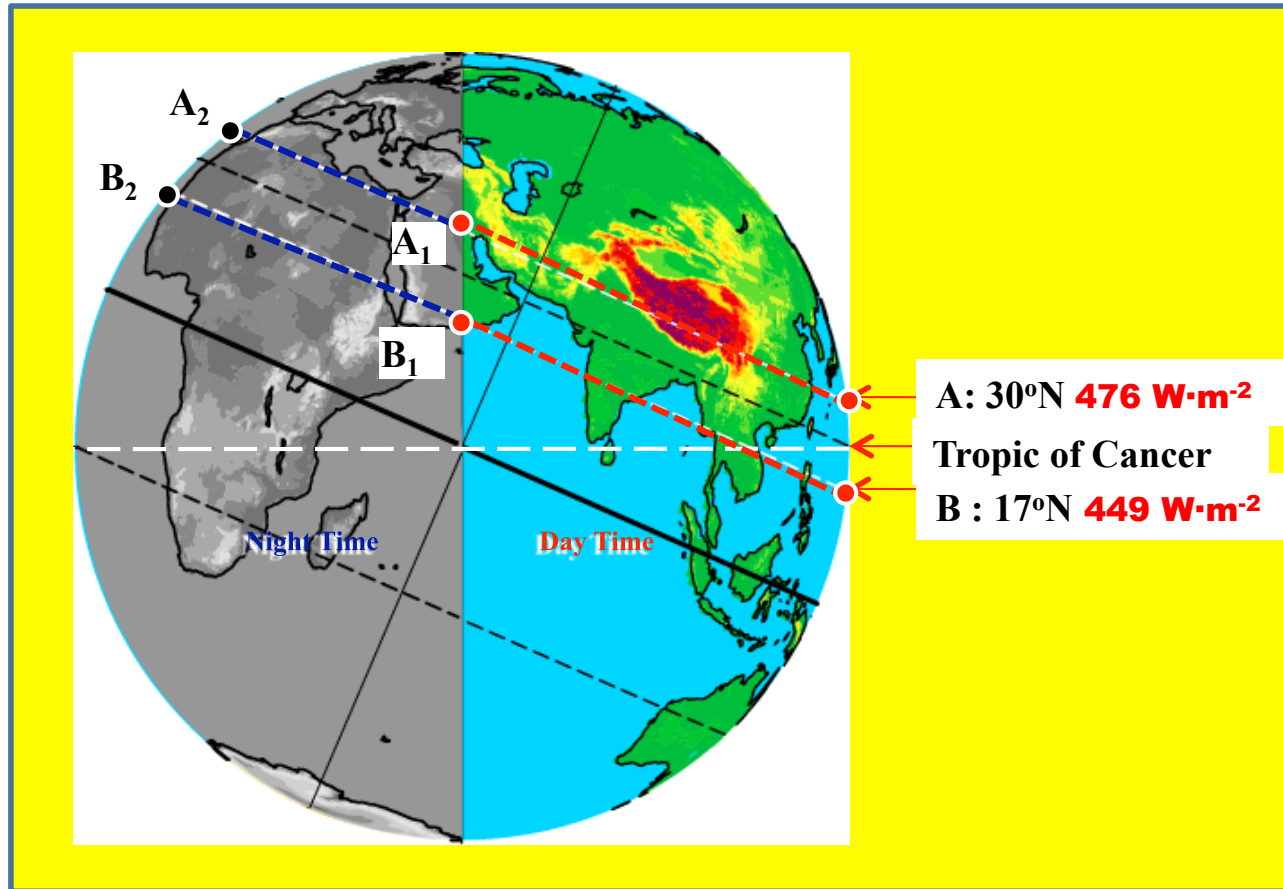 A₂
B₂
A₁
B₁
A: 30ᵒN 476 W·m⁻²
Tropic of Cancer
B : 17ᵒN 449 W·m⁻²
Night Time
Day Time